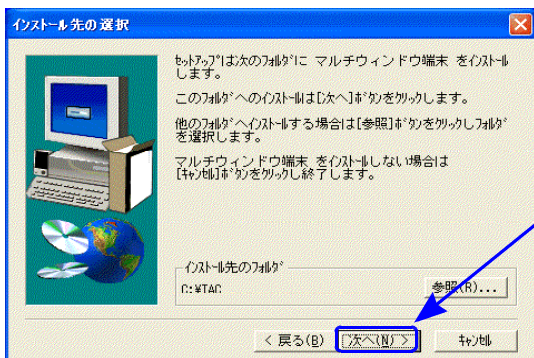 インストール先の選択
セットアップは次のフォルダに マルチウィンドウ端末 をインストール
します。
このフォルダへのインストールは[次へ]ボタンをクリックします。
他のフォルダへインストールする場合は[参照]ボタンをクリックしフォルダ
を選択します。
マルチウィンドウ端末 をインストールしない場合は
[キャンセル]ボタンをクリックし終了します。
インストール先のフォルダ
C:¥TAC
参照(R)...
< 戻る(B)
次へ(N) >
キャンセル